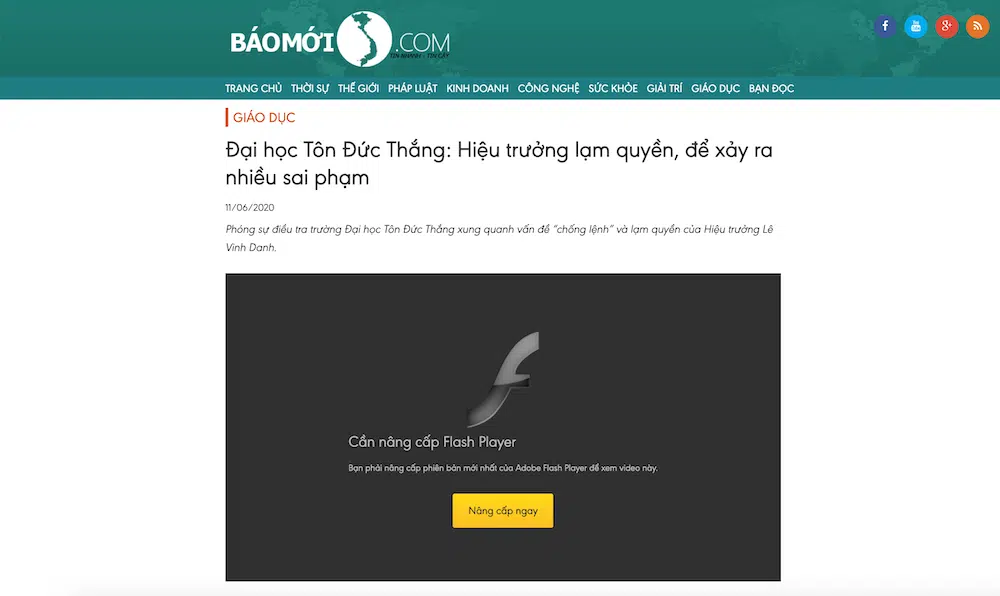 BÁOMỚI.COM
TIN NHANH - TIN CẬY
TRANG CHỦ THỜI SỰ THẾ GIỚI PHÁP LUẬT KINH DOANH CÔNG NGHỆ SỨC KHỎE GIẢI TRÍ GIÁO DỤC BẠN ĐỌC
GIÁO DỤC
Đại học Tôn Đức Thắng: Hiệu trưởng lạm quyền, để xảy ra
nhiều sai phạm
11/06/2020
Phóng sự điều tra trường Đại học Tôn Đức Thắng xung quanh vấn đề “chống lệnh” và lạm quyền của Hiệu trưởng Lê
Vinh Danh.
Cần nâng cấp Flash Player
Bạn phải nâng cấp phiên bản mới nhất của Adobe Flash Player để xem video này.
Nâng cấp ngay